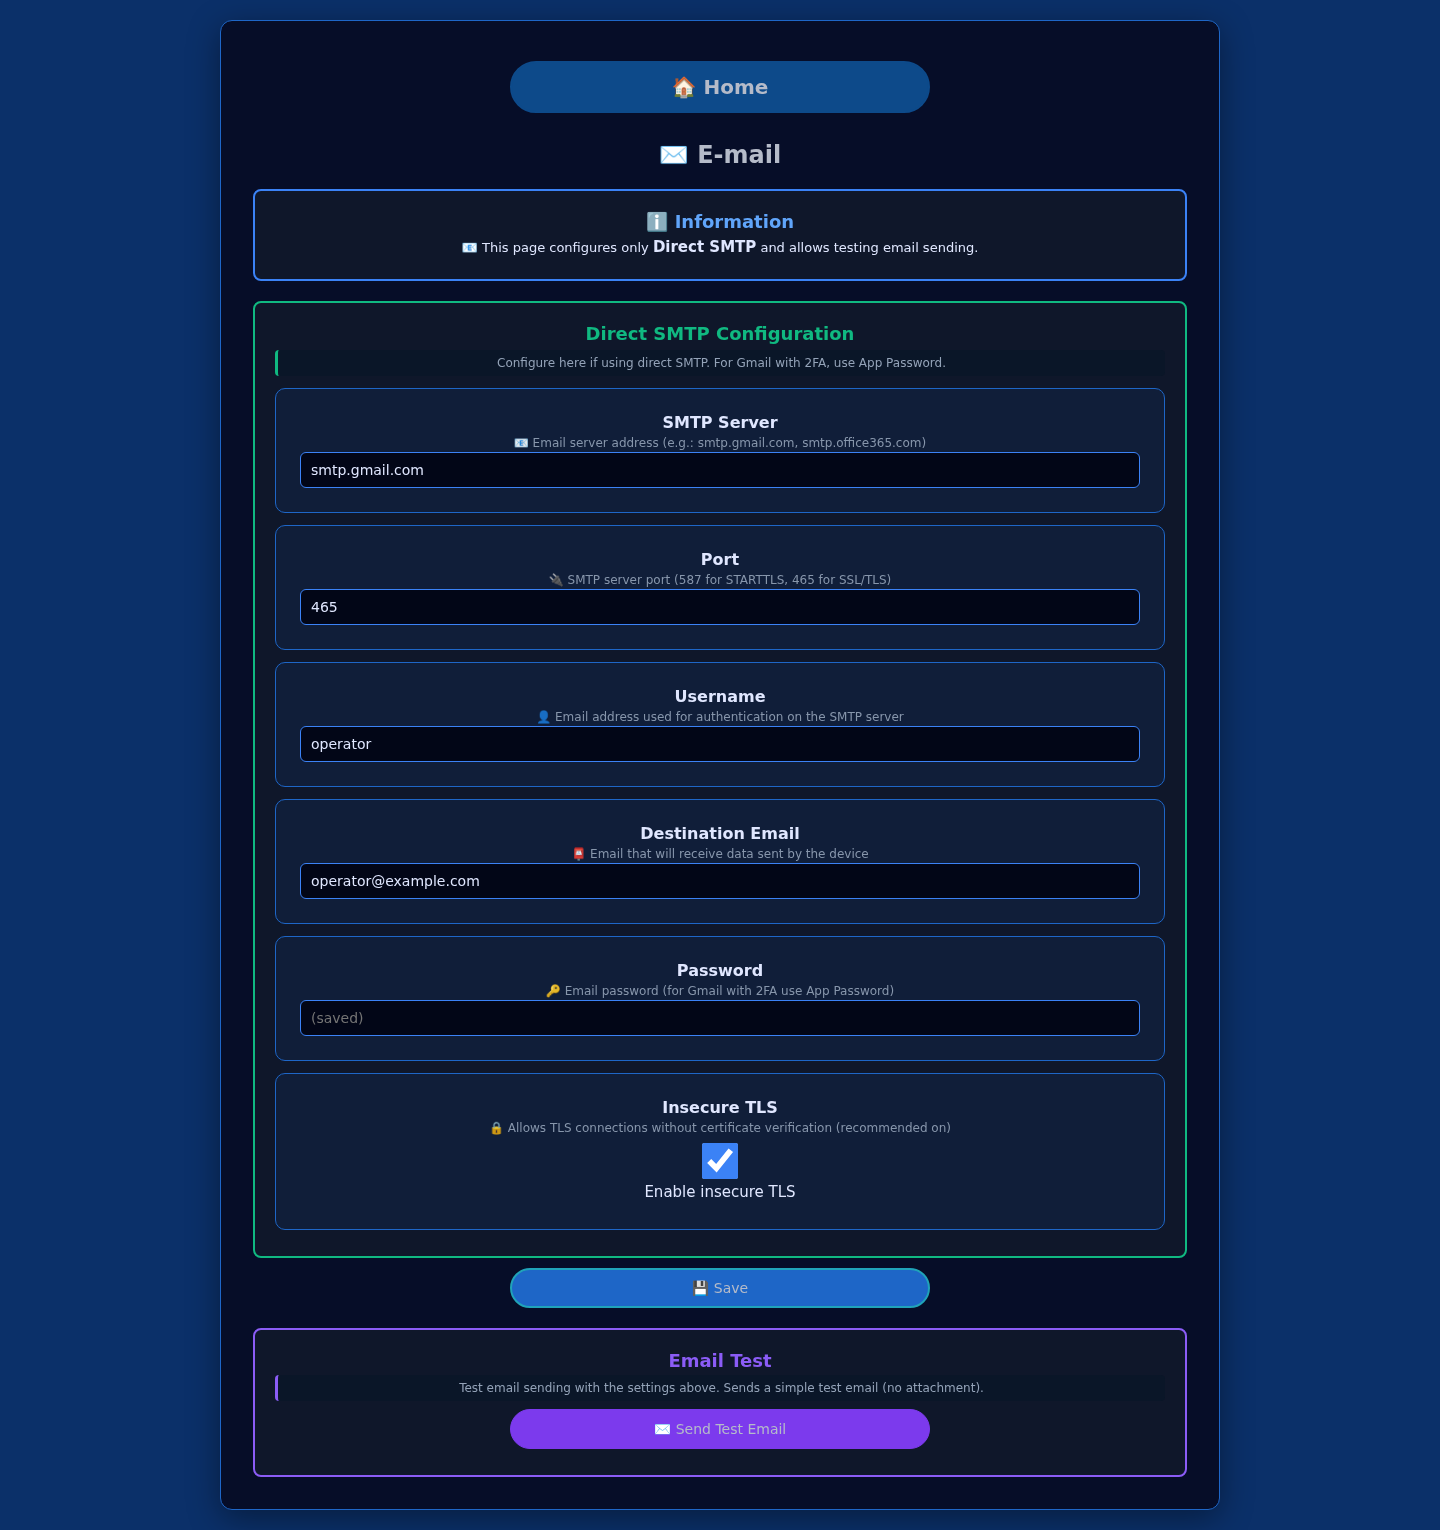 🏠 Home
✉️ E-mail
ℹ️ Information
📧 This page configures only Direct SMTP and allows testing email sending.
Direct SMTP Configuration
Configure here if using direct SMTP. For Gmail with 2FA, use App Password.
SMTP Server
📧 Email server address (e.g.: smtp.gmail.com, smtp.office365.com)
smtp.gmail.com
Port
🔌 SMTP server port (587 for STARTTLS, 465 for SSL/TLS)
465
Username
👤 Email address used for authentication on the SMTP server
operator
Destination Email
📮 Email that will receive data sent by the device
operator@example.com
Password
🔑 Email password (for Gmail with 2FA use App Password)
(saved)
Insecure TLS
🔒 Allows TLS connections without certificate verification (recommended on)
Enable insecure TLS
💾 Save
Email Test
Test email sending with the settings above. Sends a simple test email (no attachment).
✉️ Send Test Email